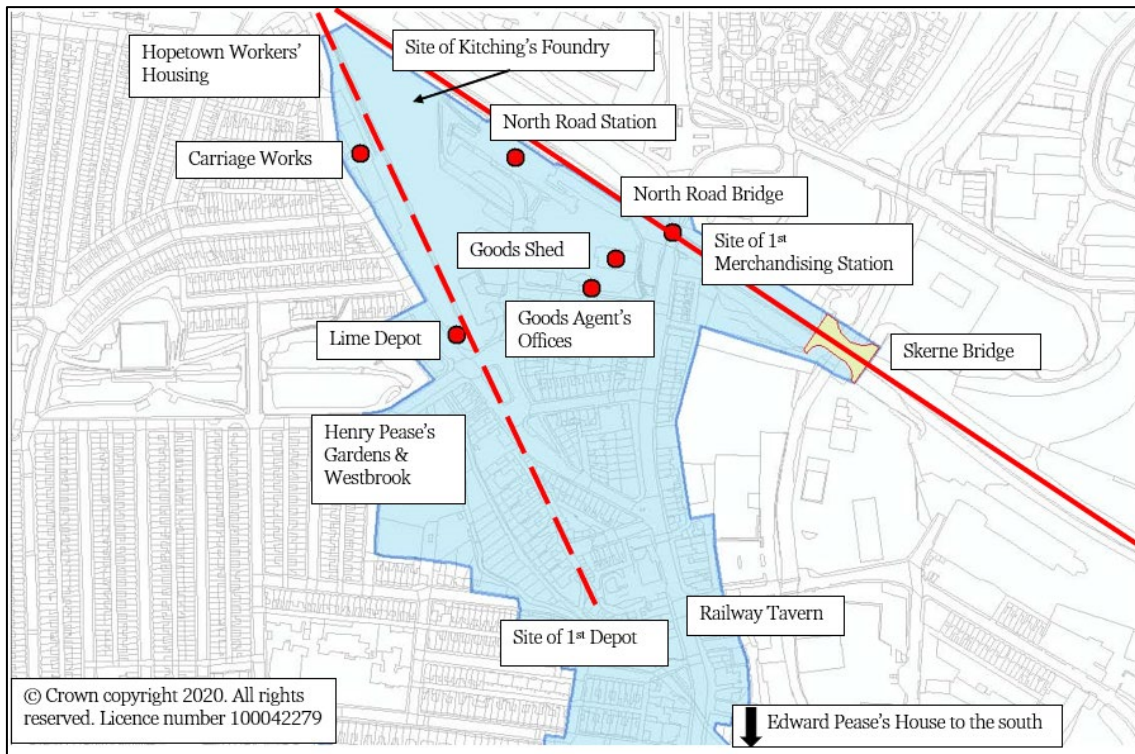 Hopetown Workers'
Housing
Site of Kitching's Foundry
North Road Station
Carriage Works
North Road Bridge
Goods Shed
Site of 1st
Merchandising Station
Goods Agent's
Offices
Lime Depot
Skerne Bridge
Henry Pease's
Gardens &
Westbrook
Railway Tavern
Site of 1st Depot
© Crown copyright 2020. All rights
reserved. Licence number 100042279
Edward Pease's House to the south